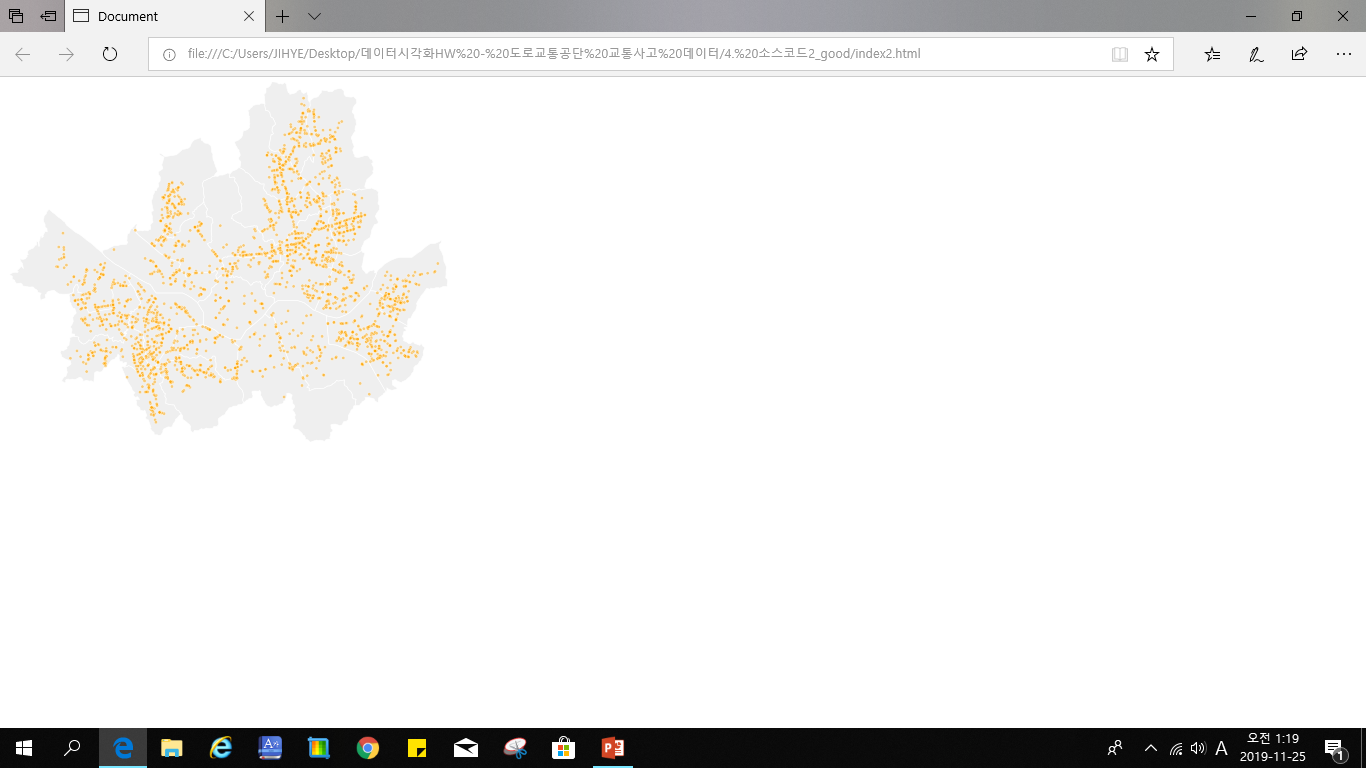 Document
file:///C:/Users/JIHYE/Desktop/데이터시각화HW%20-%20도로교통공단%20교통사고%20데이터/4.%20소스코드2_good/index2.html
A 오전 1:19
2019-11-25
1